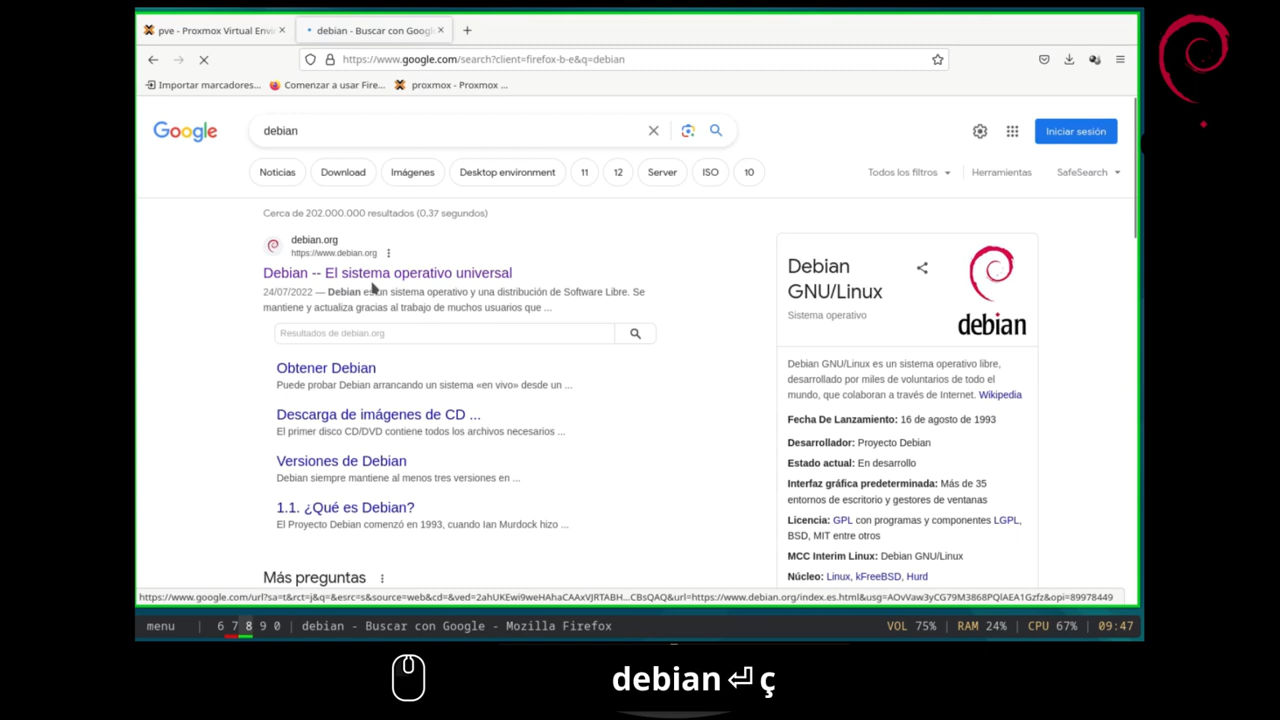 pve - Proxmox Virtual Envir
debian - Buscar con Googl
https://www.google.com/search?client=firefox-b-e&q=debian
Importar marcadores...
Comenzar a usar Fire...
proxmox - Proxmox ...
Google
debian
Iniciar sesión
Noticias
Download
Imágenes
Desktop environment
11
12
Server
ISO
10
Todos los filtros
Herramientas
SafeSearch
Cerca de 202.000.000 resultados (0,37 segundos)
debian.org
https://www.debian.org
Debian -- El sistema operativo universal
24/07/2022 — Debian es un sistema operativo y una distribución de Software Libre. Se
mantiene y actualiza gracias al trabajo de muchos usuarios que ...
Resultados de debian.org
Obtener Debian
Puede probar Debian arrancando un sistema «en vivo» desde un ...
Descarga de imágenes de CD ...
El primer disco CD/DVD contiene todos los archivos necesarios ...
Versiones de Debian
Debian siempre mantiene al menos tres versiones en ...
1.1. ¿Qué es Debian?
El Proyecto Debian comenzó en 1993, cuando Ian Murdock hizo ...
Más preguntas
Debian
GNU/Linux
Sistema operativo
debian
Debian GNU/Linux es un sistema operativo libre,
desarrollado por miles de voluntarios de todo el
mundo, que colaboran a través de Internet. Wikipedia
Fecha De Lanzamiento: 16 de agosto de 1993
Desarrollador: Proyecto Debian
Estado actual: En desarrollo
Interfaz gráfica predeterminada: Más de 35
entornos de escritorio y gestores de ventanas
Licencia: GPL con programas y componentes LGPL,
BSD, MIT entre otros
MCC Interim Linux: Debian GNU/Linux
Núcleo: Linux, kFreeBSD, Hurd
https://www.google.com/url?sa=t&rct=j&q=&esrc=s&source=web&cd=&ved=2ahUKEwi9weHAhaCAAxVJRTABH...CBsQAQ&url=https://www.debian.org/index.es.html&usg=AOvVaw3yCG79M3868PQlAEA1Gzfz&opi=89978449
menu | 6 7 8 9 0 | debian - Buscar con Google - Mozilla Firefox
VOL 75% | RAM 24% | CPU 67% | 09:47
debian⏎ ç